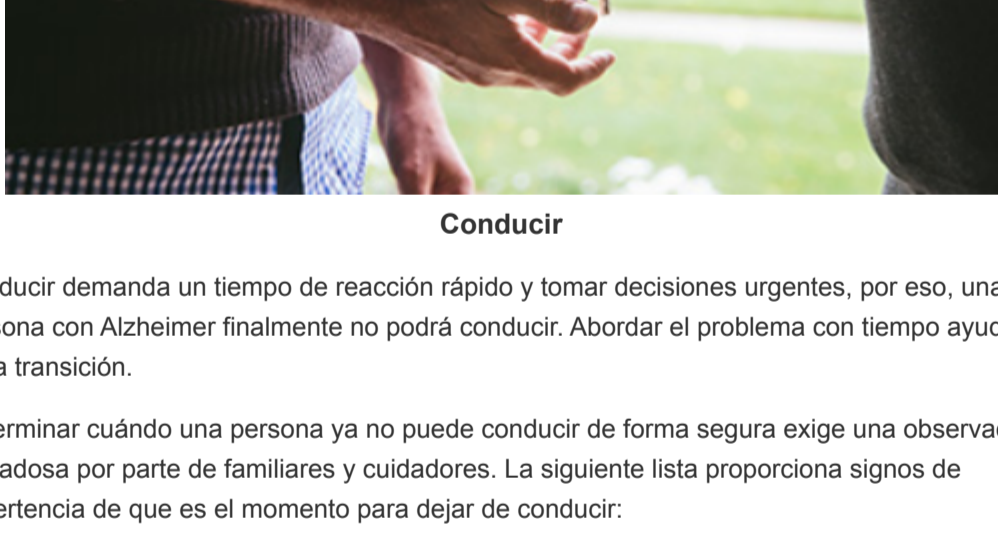 Conducir
ducir demanda un tiempo de reacción rápido y tomar decisiones urgentes, por eso, una
sona con Alzheimer finalmente no podrá conducir. Abordar el problema con tiempo ayud
a transición.
erminar cuándo una persona ya no puede conducir de forma segura exige una observa
adosa por parte de familiares y cuidadores. La siguiente lista proporciona signos de
ertencia de que es el momento para dejar de conducir: